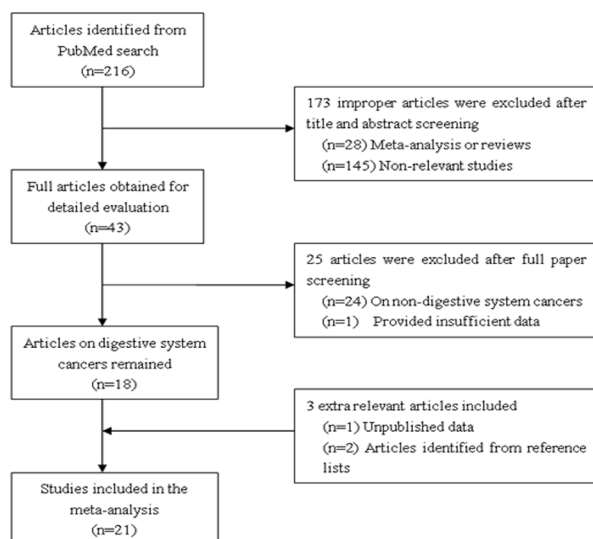 Articles identified from
PubMed search
(n=216)
173 improper articles were excluded after
title and abstract screening
(n=28) Meta-analysis or reviews
(n=145) Non-relevant studies
Full articles obtained for
detailed evaluation
(n=43)
25 articles were excluded after full paper
screening
(n=24) On non-digestive system cancers
(n=1) Provided insufficient data
Articles on digestive system
cancers remained
(n=18)
3 extra relevant articles included
(n=1) Unpublished data
(n=2) Articles identified from reference
lists
Studies included in the
meta-analysis
(n=21)